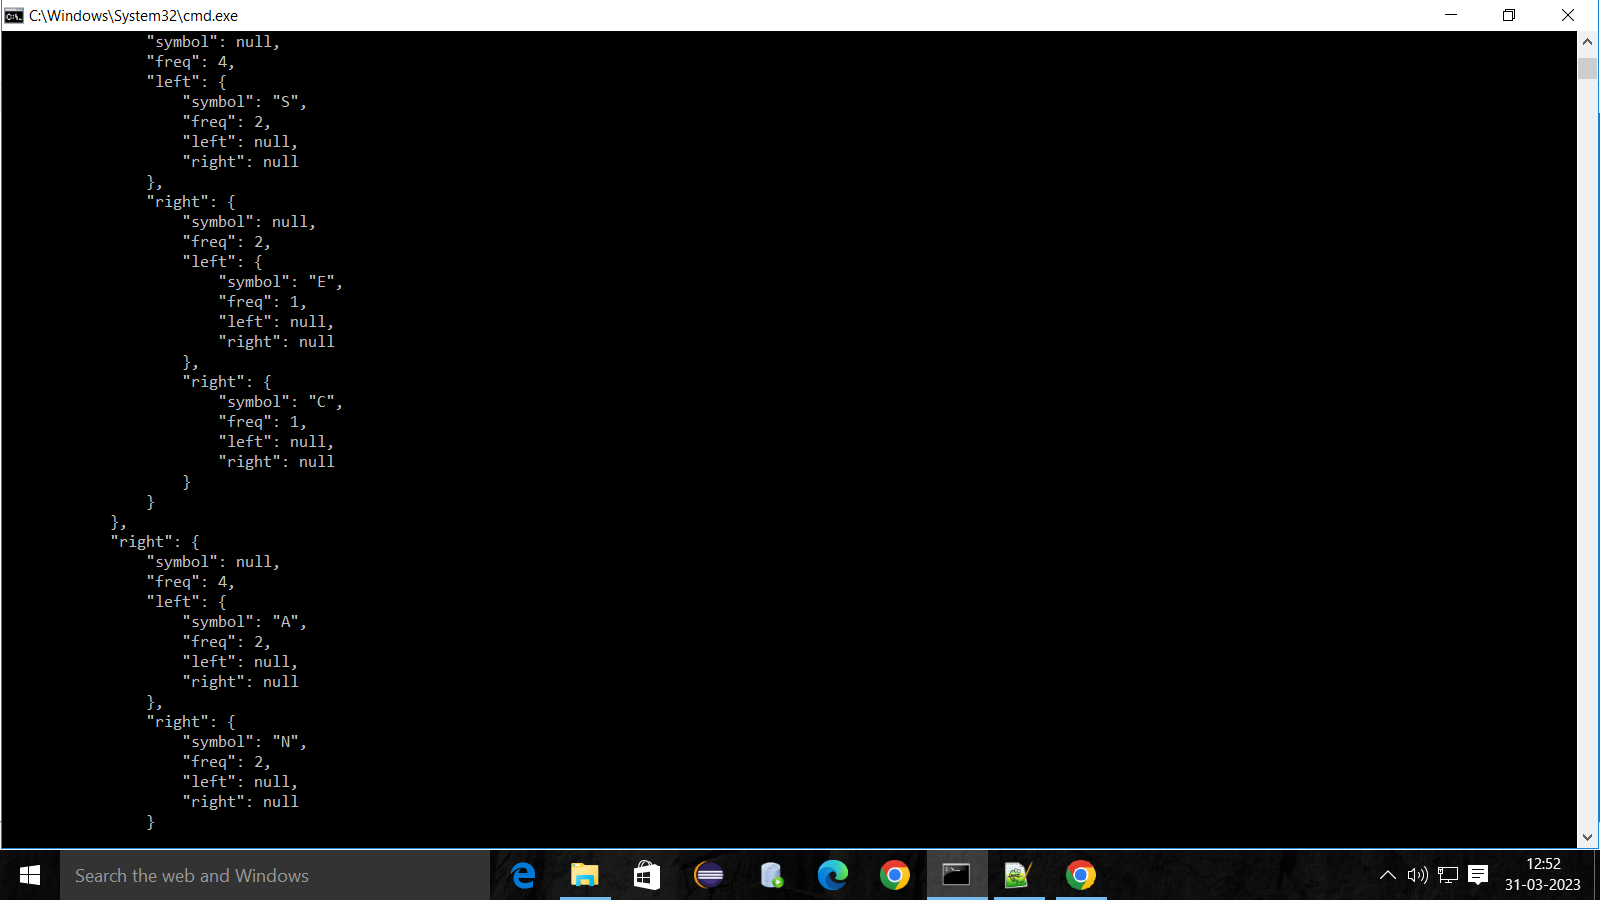 C:\Windows\System32\cmd.exe
                "symbol": null,
                "freq": 4,
                "left": {
                    "symbol": "S",
                    "freq": 2,
                    "left": null,
                    "right": null
                },
                "right": {
                    "symbol": null,
                    "freq": 2,
                    "left": {
                        "symbol": "E",
                        "freq": 1,
                        "left": null,
                        "right": null
                    },
                    "right": {
                        "symbol": "C",
                        "freq": 1,
                        "left": null,
                        "right": null
                    }
                }
            },
            "right": {
                "symbol": null,
                "freq": 4,
                "left": {
                    "symbol": "A",
                    "freq": 2,
                    "left": null,
                    "right": null
                },
                "right": {
                    "symbol": "N",
                    "freq": 2,
                    "left": null,
                    "right": null
                }
Search the web and Windows
12:52
31-03-2023